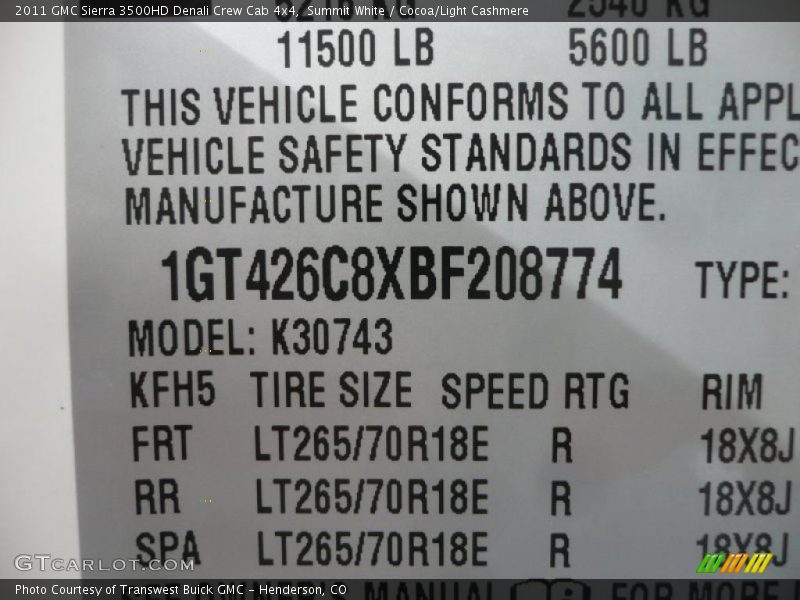 2011 GMC Sierra 3500HD Denali Crew Cab 4x4, Summit White / Cocoa/Light Cashmere
11500 LB 5600 LB
THIS VEHICLE CONFORMS TO ALL APPL
VEHICLE SAFETY STANDARDS IN EFFEC
MANUFACTURE SHOWN ABOVE.
1GT426C8XBF208774 TYPE:
MODEL: K30743
KFH5 TIRE SIZE SPEED RTG RIM
FRT LT265/70R18E R 18X8J
RR LT265/70R18E R 18X8J
SPA LT265/70R18E R 18X8J
GTCARLOT.COM
Photo Courtesy of Transwest Buick GMC - Henderson, CO